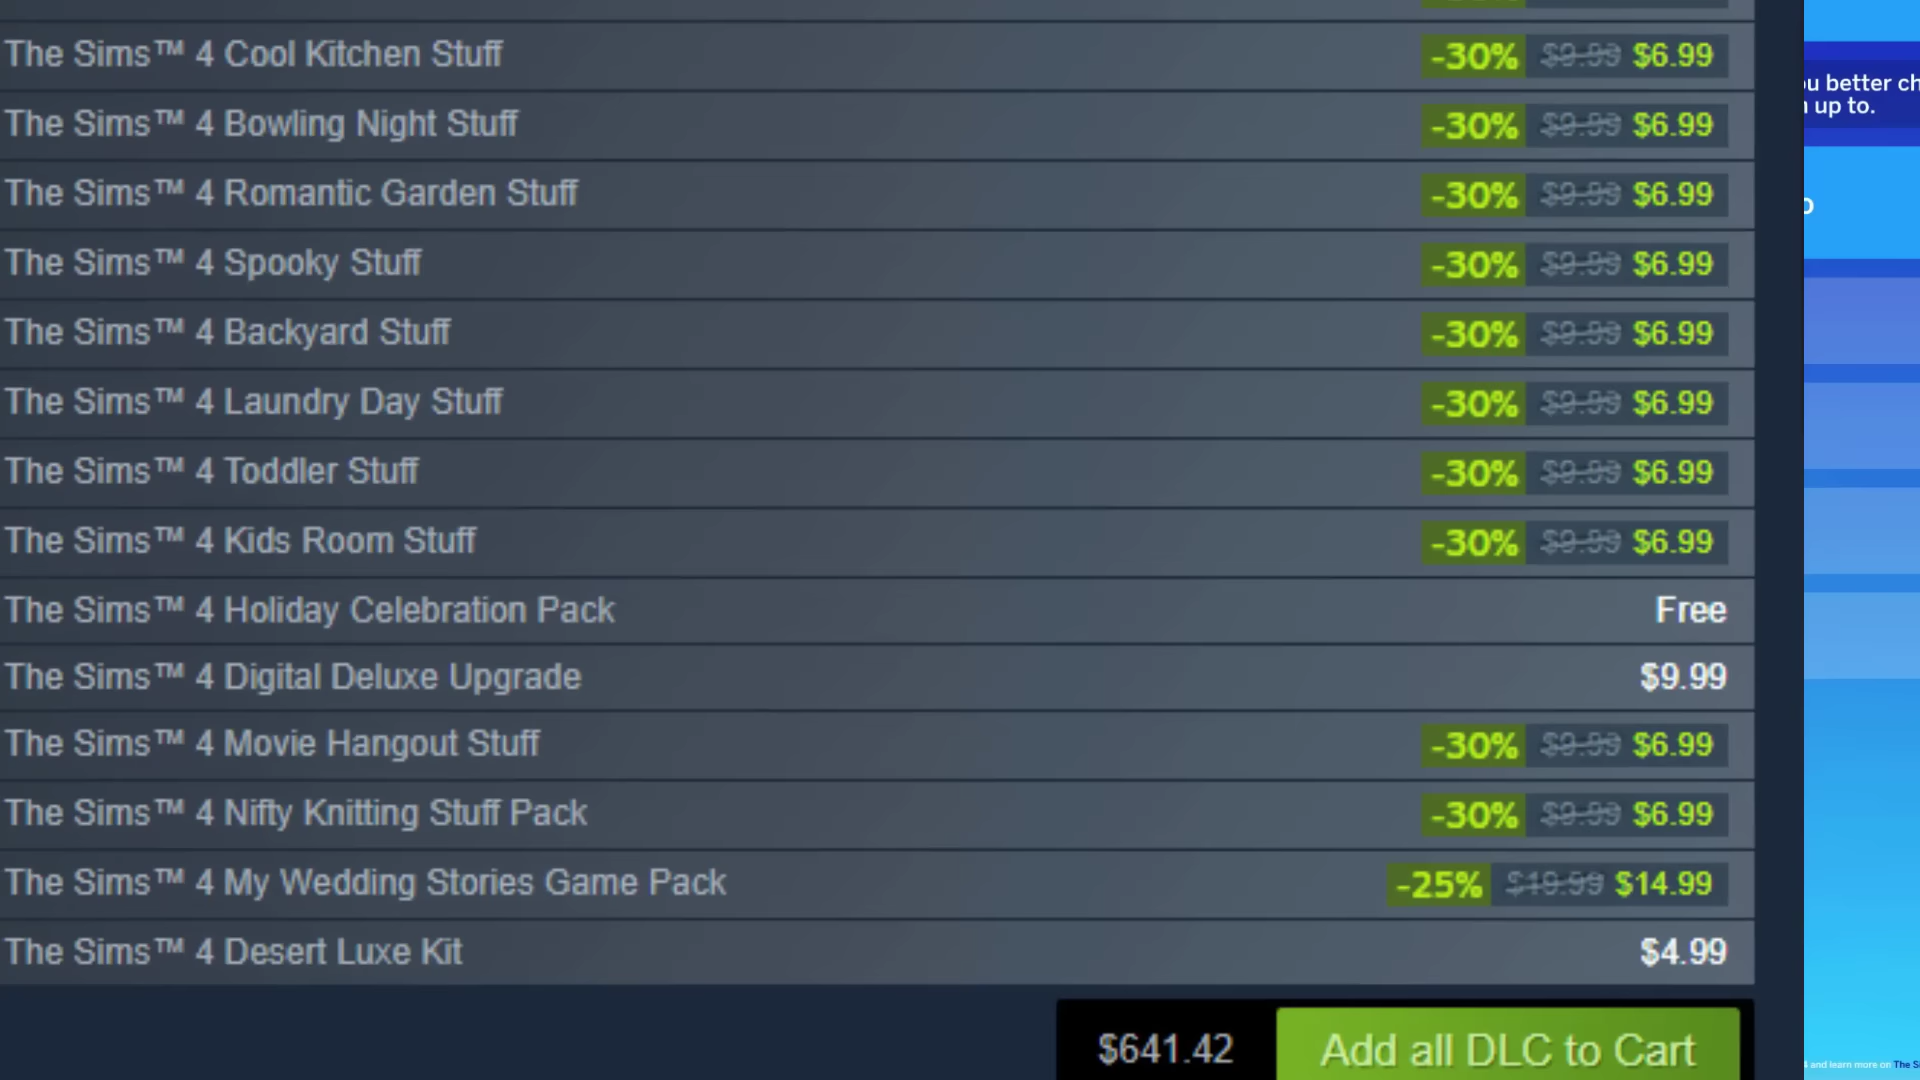 The Sims™ 4 Cool Kitchen Stuff -30% $9.99 $6.99
The Sims™ 4 Bowling Night Stuff -30% $9.99 $6.99
The Sims™ 4 Romantic Garden Stuff -30% $9.99 $6.99
The Sims™ 4 Spooky Stuff -30% $9.99 $6.99
The Sims™ 4 Backyard Stuff -30% $9.99 $6.99
The Sims™ 4 Laundry Day Stuff -30% $9.99 $6.99
The Sims™ 4 Toddler Stuff -30% $9.99 $6.99
The Sims™ 4 Kids Room Stuff -30% $9.99 $6.99
The Sims™ 4 Holiday Celebration Pack Free
The Sims™ 4 Digital Deluxe Upgrade $9.99
The Sims™ 4 Movie Hangout Stuff -30% $9.99 $6.99
The Sims™ 4 Nifty Knitting Stuff Pack -30% $9.99 $6.99
The Sims™ 4 My Wedding Stories Game Pack -25% $19.99 $14.99
The Sims™ 4 Desert Luxe Kit $4.99
$641.42 Add all DLC to Cart
better
up to.
and learn more on The